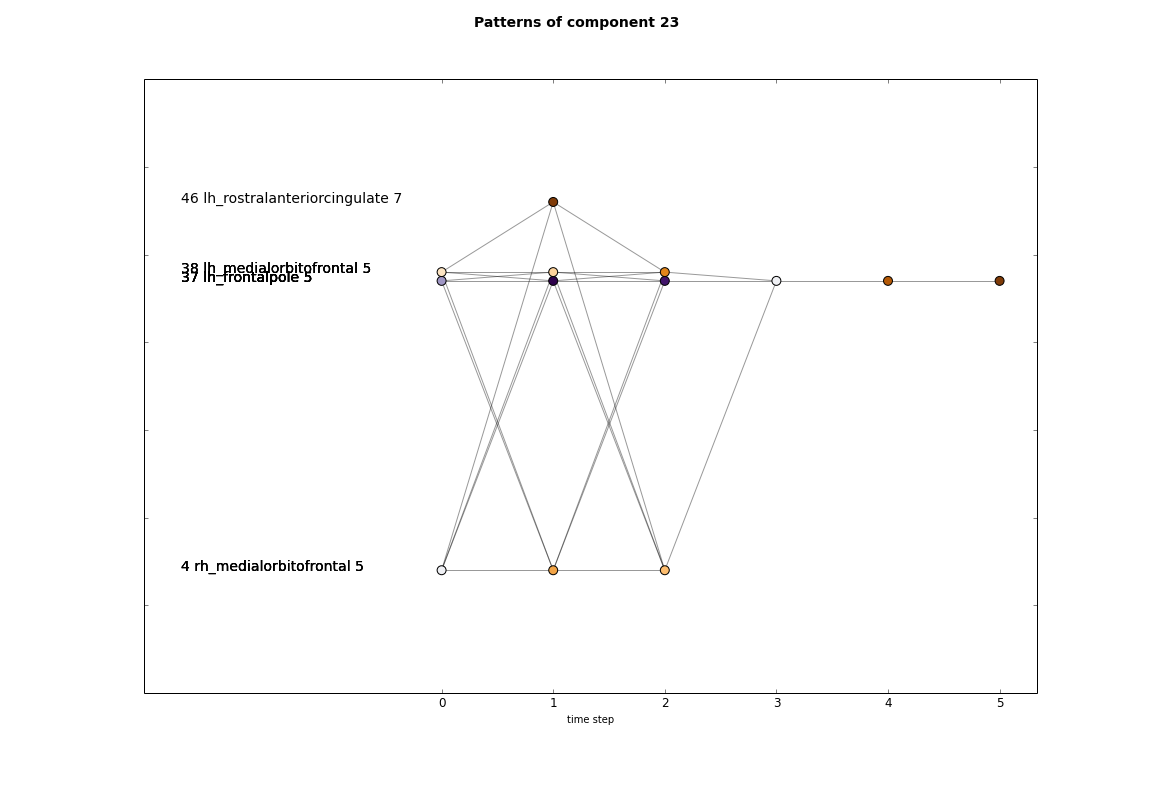 Patterns of component 23
46 lh_rostralanteriorcingulate 7
38 lh_medialorbitofrontal 5
37 lh_frontalpole 5
4 rh_medialorbitofrontal 5
0 1 2 3 4 5
time step